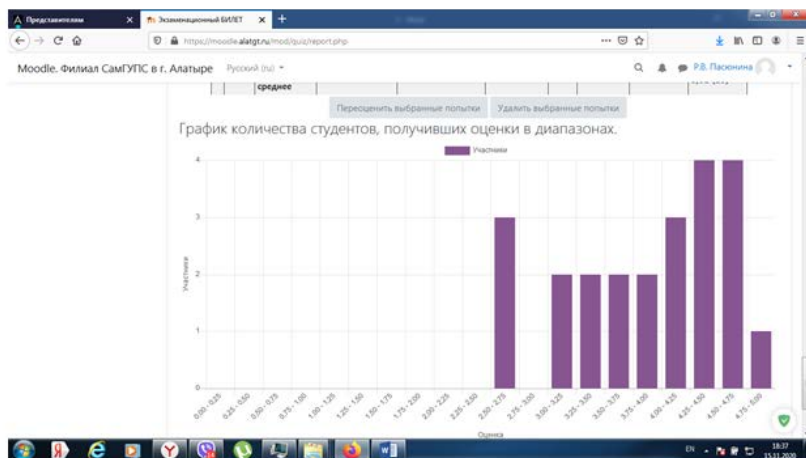 Представителям
Экзаменационный БИЛЕТ
https://moodle.alatgt.ru/mod/quiz/report.php
Moodle. Филиал СамГУПС в г. Алатыре
Русский (ru)
Р.В. Пасюнина
среднее
Переоценить выбранные попытки
Удалить выбранные попытки
График количества студентов, получивших оценки в диапазонах.
Участники
4
3
2
1
0
Участники
0,00 - 0,25
0,25 - 0,50
0,50 - 0,75
0,75 - 1,00
1,00 - 1,25
1,25 - 1,50
1,50 - 1,75
1,75 - 2,00
2,00 - 2,25
2,25 - 2,50
2,50 - 2,75
2,75 - 3,00
3,00 - 3,25
3,25 - 3,50
3,50 - 3,75
3,75 - 4,00
4,00 - 4,25
4,25 - 4,50
4,50 - 4,75
4,75 - 5,00
Оценка
EN
18:37
15.11.2020